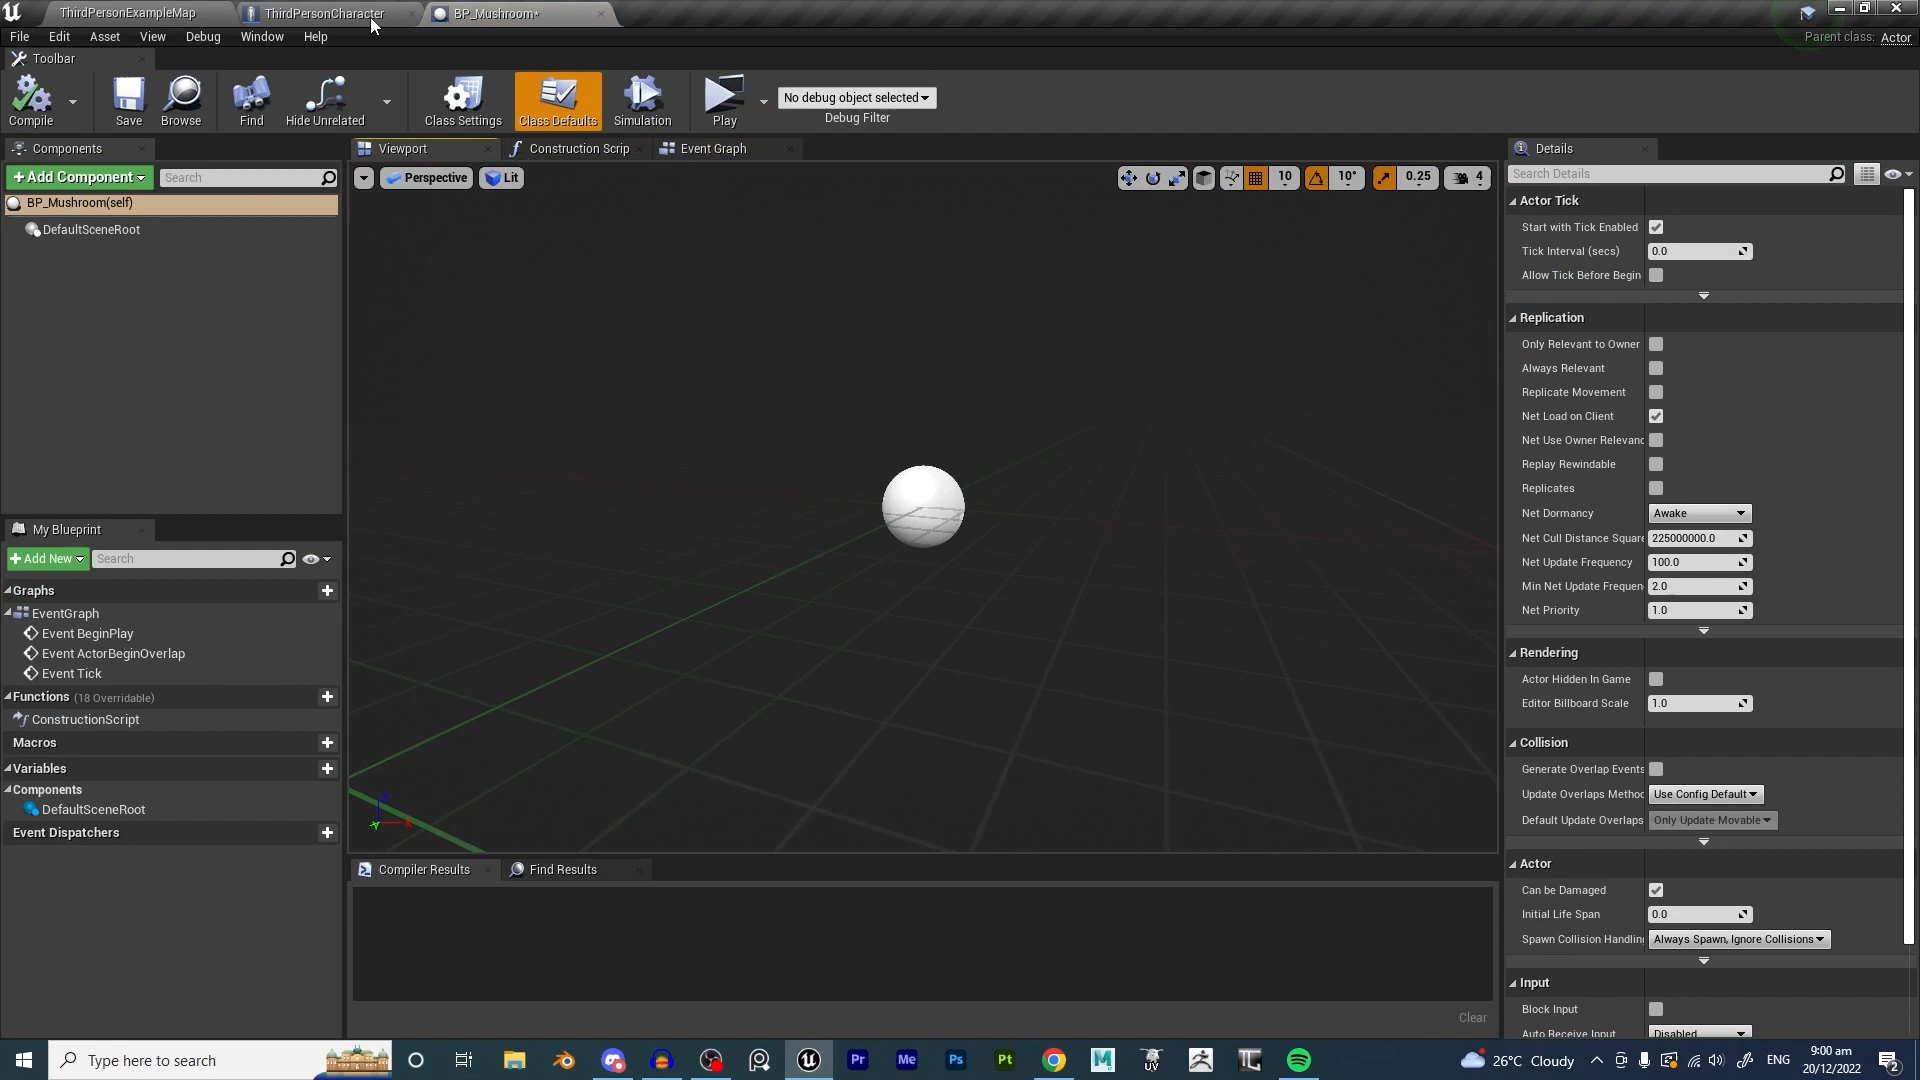 ThirdPersonExampleMap
ThirdPersonCharacter
BP_Mushroom*
File Edit Asset View Debug Window Help
Parent class: Actor
Toolbar
Compile
Save
Browse
Find
Hide Unrelated
Class Settings
Class Defaults
Simulation
Play
No debug object selected
Debug Filter
Components
+ Add Component
Search
BP_Mushroom(self)
DefaultSceneRoot
My Blueprint
+ Add New
Search
Graphs
EventGraph
Event BeginPlay
Event ActorBeginOverlap
Event Tick
Functions (18 Overridable)
ConstructionScript
Macros
Variables
Components
DefaultSceneRoot
Event Dispatchers
Viewport
Construction Scrip
Event Graph
Perspective
Lit
10
10°
0.25
4
Z
X
Y
Compiler Results
Find Results
Clear
Details
Search Details
Actor Tick
Start with Tick Enabled
Tick Interval (secs) 0.0
Allow Tick Before Begin
Replication
Only Relevant to Owner
Always Relevant
Replicate Movement
Net Load on Client
Net Use Owner Relevanc
Replay Rewindable
Replicates
Net Dormancy Awake
Net Cull Distance Square 225000000.0
Net Update Frequency 100.0
Min Net Update Frequen 2.0
Net Priority 1.0
Rendering
Actor Hidden In Game
Editor Billboard Scale 1.0
Collision
Generate Overlap Events
Update Overlaps Method Use Config Default
Default Update Overlaps Only Update Movable
Actor
Can be Damaged
Initial Life Span 0.0
Spawn Collision Handling Always Spawn, Ignore Collisions
Input
Block Input
Auto Receive Input Disabled
Type here to search
Pr
Me
Ps
Pt
M
UV
26°C Cloudy
ENG
9:00 am
20/12/2022
2